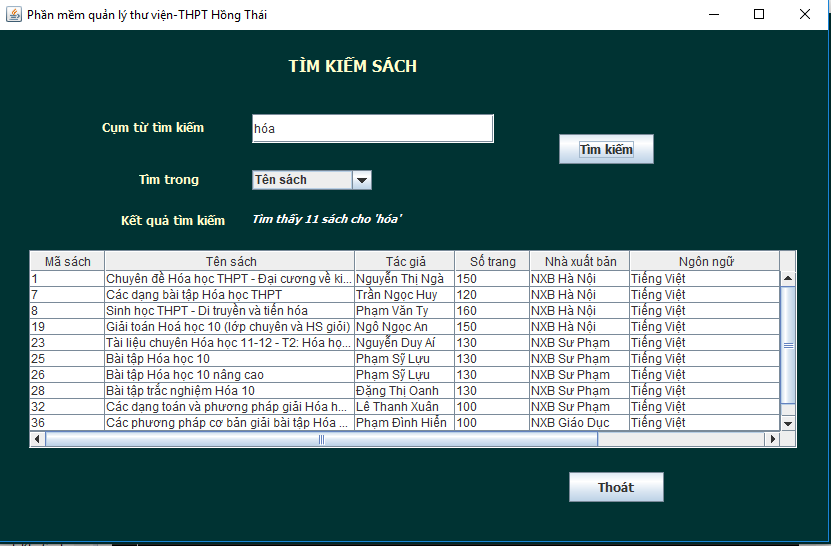 Phần mềm quản lý thư viện-THPT Hồng Thái
TÌM KIẾM SÁCH
Cụm từ tìm kiếm hóa
Tìm kiếm
Tìm trong Tên sách
Kết quả tìm kiếm Tìm thấy 11 sách cho 'hóa'
Mã sách Tên sách Tác giả Số trang Nhà xuất bản Ngôn ngữ
1 Chuyên đề Hóa học THPT - Đại cương về ki... Nguyễn Thị Ngà 150 NXB Hà Nội Tiếng Việt
7 Các dạng bài tập Hóa học THPT Trần Ngọc Huy 120 NXB Hà Nội Tiếng Việt
8 Sinh học THPT - Di truyền và tiến hóa Phạm Văn Ty 160 NXB Hà Nội Tiếng Việt
19 Giải toán Hoá học 10 (lớp chuyên và HS giỏi) Ngô Ngọc An 150 NXB Hà Nội Tiếng Việt
23 Tài liệu chuyên Hóa học 11-12 - T2: Hóa họ... Nguyễn Duy Aí 130 NXB Sư Phạm Tiếng Việt
25 Bài tập Hóa học 10 Phạm Sỹ Lựu 130 NXB Sư Phạm Tiếng Việt
26 Bài tập Hóa học 10 nâng cao Phạm Sỹ Lựu 130 NXB Sư Phạm Tiếng Việt
28 Bài tập trắc nghiệm Hóa 10 Đặng Thị Oanh 130 NXB Sư Phạm Tiếng Việt
32 Các dạng toán và phương pháp giải Hóa h... Lê Thanh Xuân 100 NXB Sư Phạm Tiếng Việt
36 Các phương pháp cơ bản giải bài tập Hóa ... Phạm Đình Hiến 100 NXB Giáo Dục Tiếng Việt
Thoát